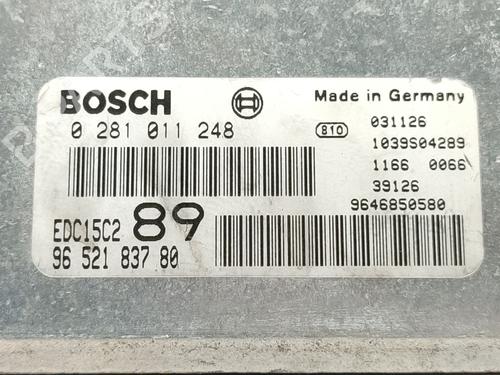 BOSCH
Made in Germany
0 281 011 248
810
031126
1039S04289
1166 0066
39126
9646850580
EDC15C2 89
96 521 837 80